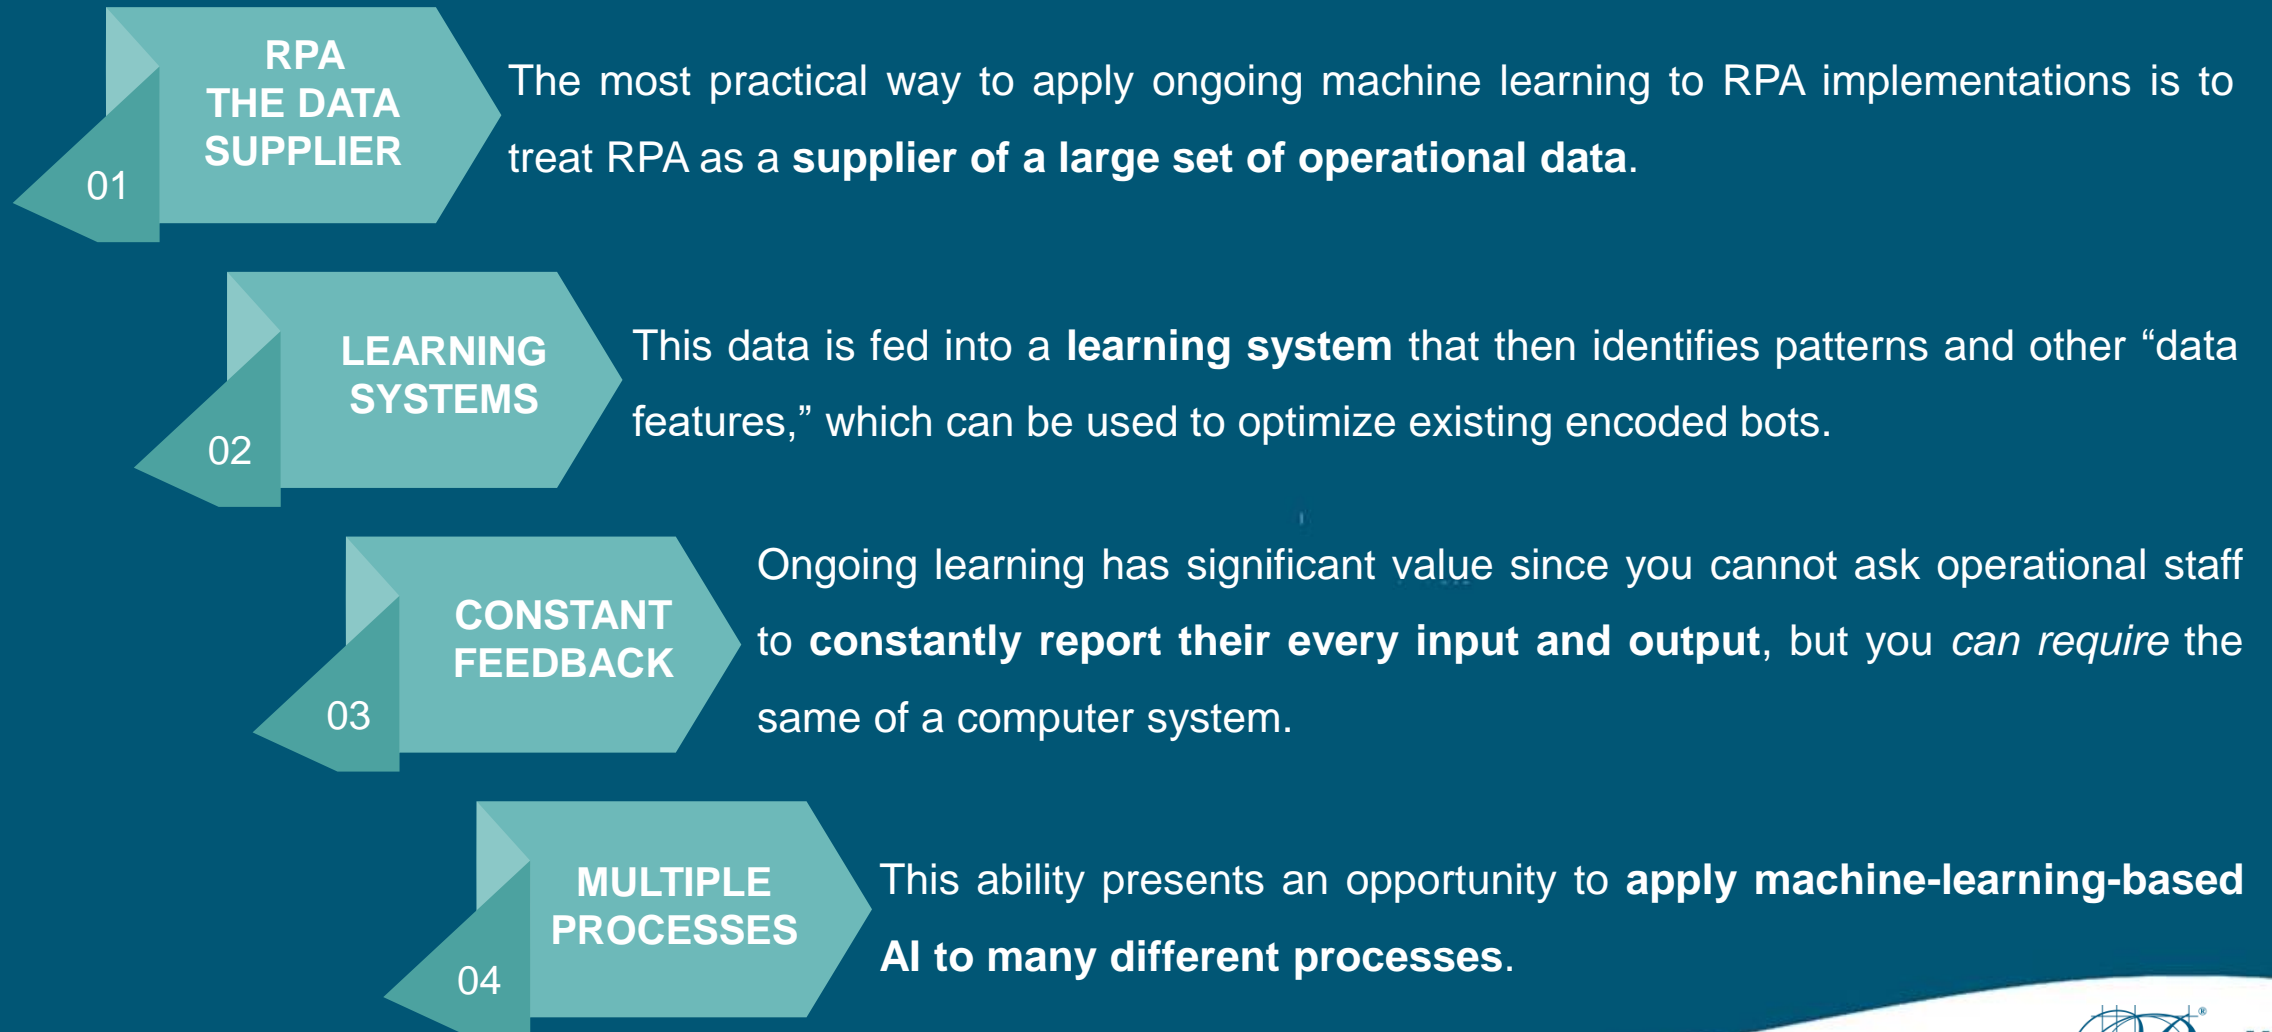 RPA
THE DATA
SUPPLIER
01
The most practical way to apply ongoing machine learning to RPA implementations is to
treat RPA as a supplier of a large set of operational data.
LEARNING
SYSTEMS
02
This data is fed into a learning system that then identifies patterns and other “data
features,” which can be used to optimize existing encoded bots.
CONSTANT
FEEDBACK
03
Ongoing learning has significant value since you cannot ask operational staff
to constantly report their every input and output, but you can require the
same of a computer system.
MULTIPLE
PROCESSES
04
This ability presents an opportunity to apply machine-learning-based
AI to many different processes.
®